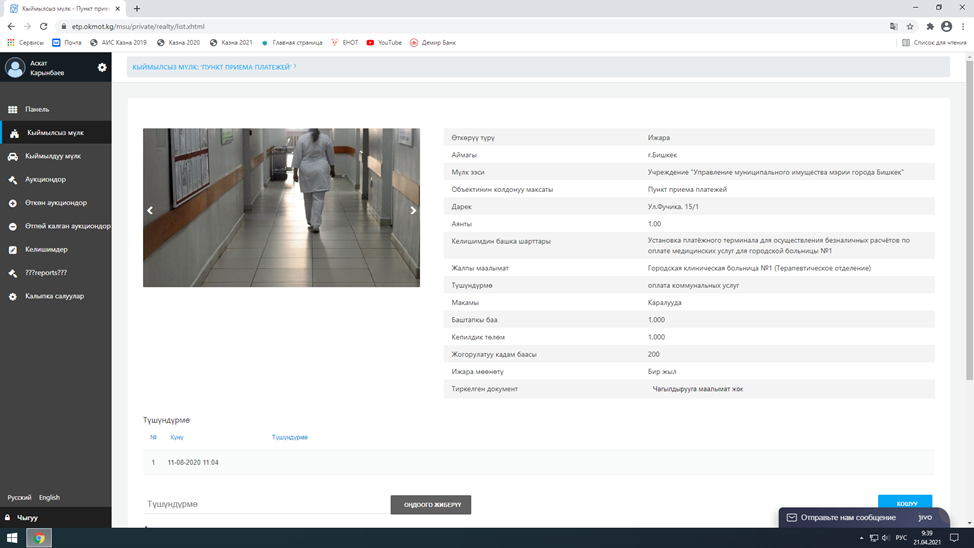 Кыймылсыз мүлк - Пункт прием
etp.okmot.kg/msu/private/realty/list.xhtml
Сервисы Почта АИС Казна 2019 Казна 2020 Казна 2021 Главная страница ЕНОТ YouTube Демир Банк Список для чтения
Аскат
Карынбаев
Панель
Кыймылсыз мүлк
Кыймылдуу мүлк
Аукциондор
Өткөн аукциондор
Өтпөй калган аукциондор
Келишимдер
???reports???
Калыпка салуулар
Русский English
Чыгуу
КЫЙМЫЛСЫЗ МҮЛК: 'ПУНКТ ПРИЕМА ПЛАТЕЖЕЙ'
Өткөрүү түрү Ижара
Аймагы г.Бишкек
Мүлк ээси Учреждение "Управление муниципального имущества мэрии города Бишкек"
Объектинин колдонуу максаты Пункт приема платежей
Дарек Ул.Фучика, 15/1
Аянты 1.00
Келишимдин башка шарттары Установка платёжного терминала для осуществления безналичных расчётов по
оплате медицинских услуг для городской больницы №1
Жалпы маалымат Городская клиническая больница №1 (Терапевтическое отделение)
Түшүндүрмө оплата коммунальных услуг
Макамы Каралууда
Баштапкы баа 1,000
Кепилдик төлөм 1,000
Жогорулатуу кадам баасы 200
Ижара мөөнөтү Бир жыл
Тиркелген документ Чагылдырууга маалымат жок
Түшүндүрмө
№ Күнү Түшүндүрмө
1 11-08-2020 11:04
Түшүндүрмө ОҢДООГО ЖИБЕРҮҮ КОШУУ
Отправьте нам сообщение jivo
РУС 9:39
21.04.2021